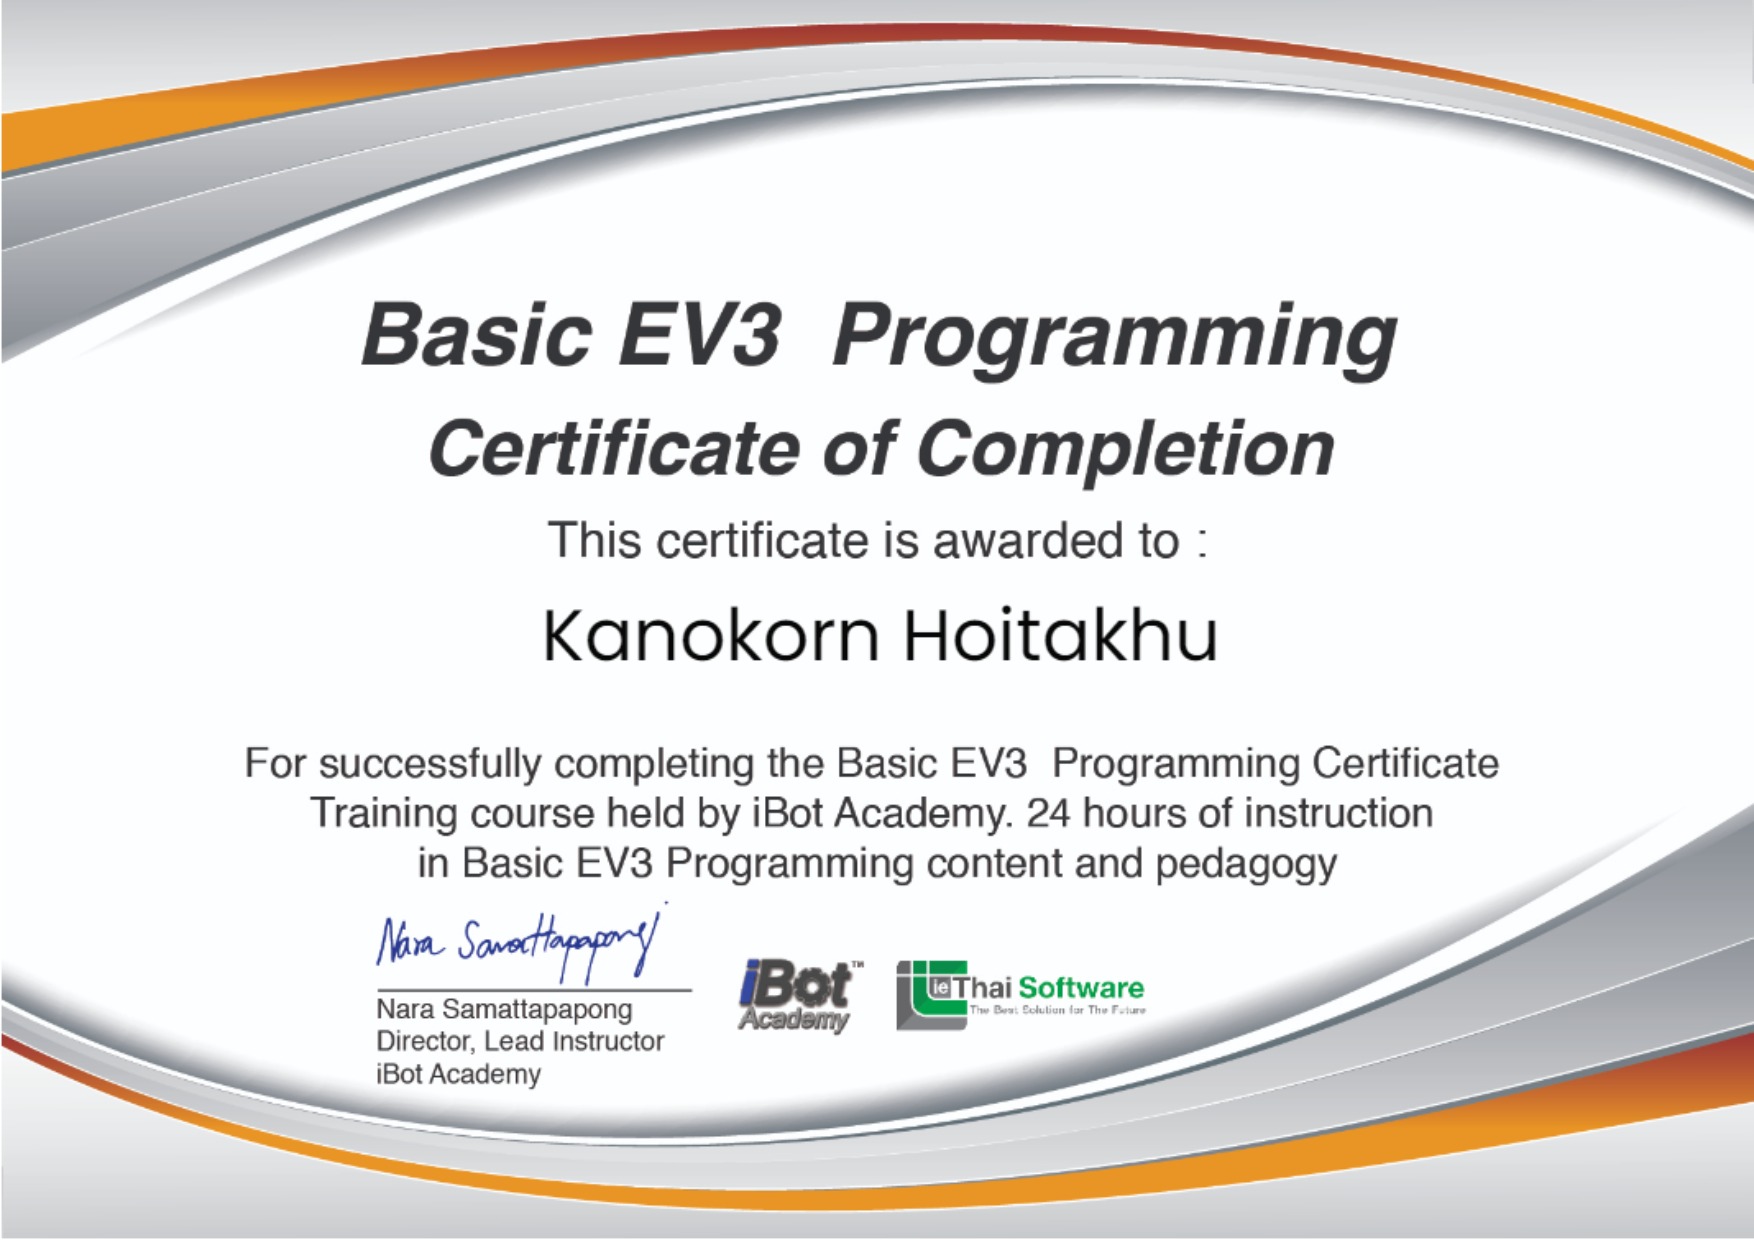 Basic EV3 Programming
Certificate of Completion
This certificate is awarded to :
Kanokorn Hoitakhu
For successfully completing the Basic EV3 Programming Certificate
Training course held by iBot Academy. 24 hours of instruction
in Basic EV3 Programming content and pedagogy
Nara Samattapapong
Nara Samattapapong
Director, Lead Instructor
iBot Academy
iBot™
Academy
ie Thai Software
The Best Solution for The Future